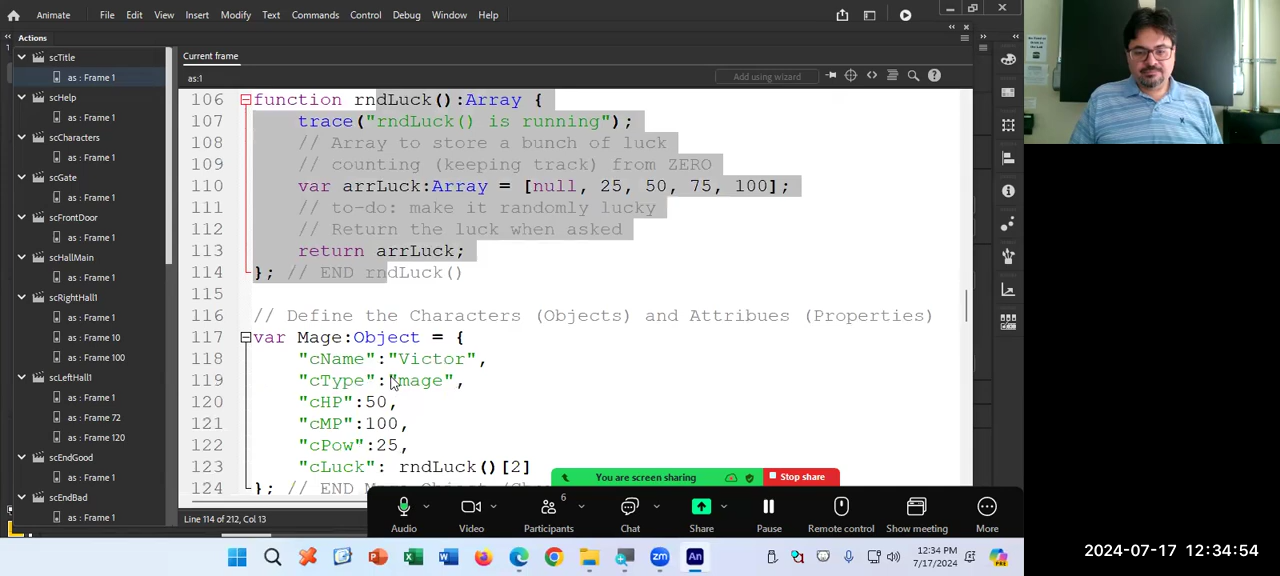 Animate File Edit View Insert Modify Text Commands Control Debug Window Help
Actions
scTitle
as : Frame 1
scHelp
as : Frame 1
scCharacters
as : Frame 1
scGate
as : Frame 1
scFrontDoor
as : Frame 1
scHallMain
as : Frame 1
scRightHall1
as : Frame 1
as : Frame 10
as : Frame 100
scLeftHall1
as : Frame 1
as : Frame 72
as : Frame 120
scEndGood
as : Frame 1
scEndBad
as : Frame 1
Current frame
as:1
Add using wizard
106 function rndLuck():Array {
107 trace("rndLuck() is running");
108 // Array to store a bunch of luck
109 // counting (keeping track) from ZERO
110 var arrLuck:Array = [null, 25, 50, 75, 100];
111 // to-do: make it randomly lucky
112 // Return the luck when asked
113 return arrLuck;
114 }; // END rndLuck()
115
116 // Define the Characters (Objects) and Attribues (Properties)
117 var Mage:Object = {
118 "cName":"Victor",
119 "cType":"mage",
120 "cHP":50,
121 "cMP":100,
122 "cPow":25,
123 "cLuck": rndLuck()[2]
124 }; // END
Line 114 of 212, Col 13
You are screen sharing
Stop share
6
Audio Video Participants Chat Share Pause Remote control Show meeting More
zm An
12:34 PM
7/17/2024
PRE
2024-07-17 12:34:54